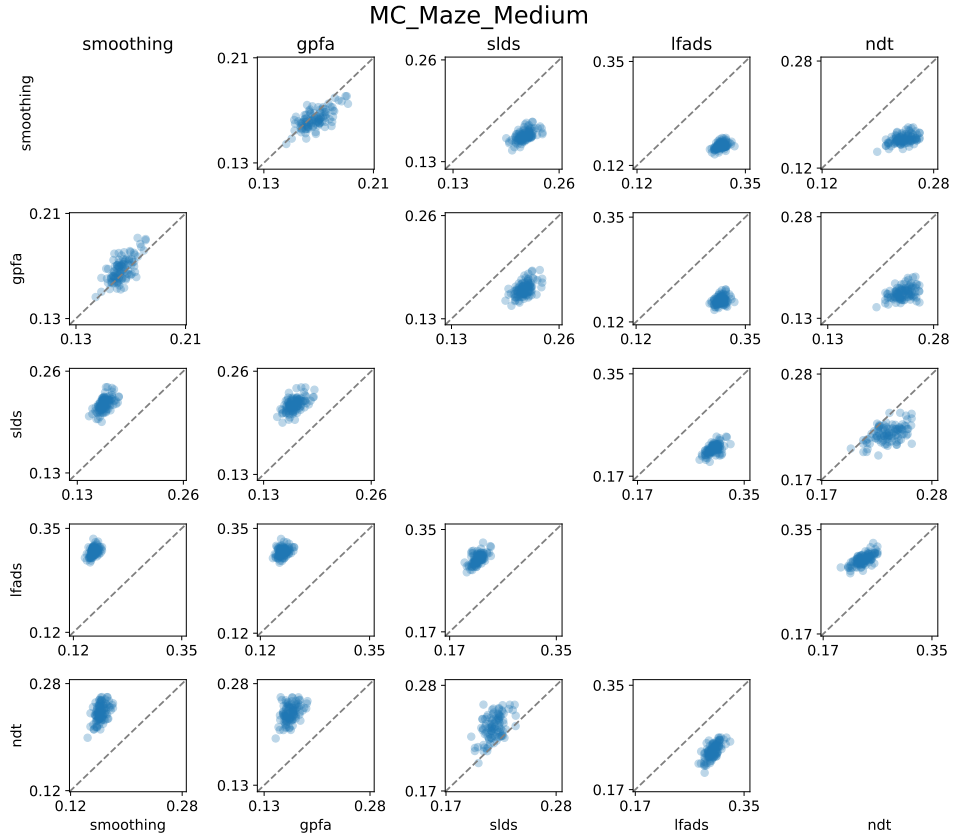 MC_Maze_Medium
smoothing gpfa slds lfads ndt
smoothing
0.21 0.26 0.35 0.28
0.13 0.13 0.12 0.12
0.13 0.21 0.13 0.26 0.12 0.35 0.12 0.28
gpfa
0.21 0.26 0.35 0.28
0.13 0.13 0.12 0.13
0.13 0.21 0.13 0.26 0.12 0.35 0.13 0.28
slds
0.26 0.26 0.35 0.28
0.13 0.13 0.17 0.17
0.13 0.26 0.13 0.26 0.17 0.35 0.17 0.28
lfads
0.35 0.35 0.35 0.35
0.12 0.12 0.17 0.17
0.12 0.35 0.12 0.35 0.17 0.35 0.17 0.35
ndt
0.28 0.28 0.28 0.35
0.12 0.13 0.17 0.17
0.12 0.28 0.13 0.28 0.17 0.28 0.17 0.35
smoothing gpfa slds lfads ndt